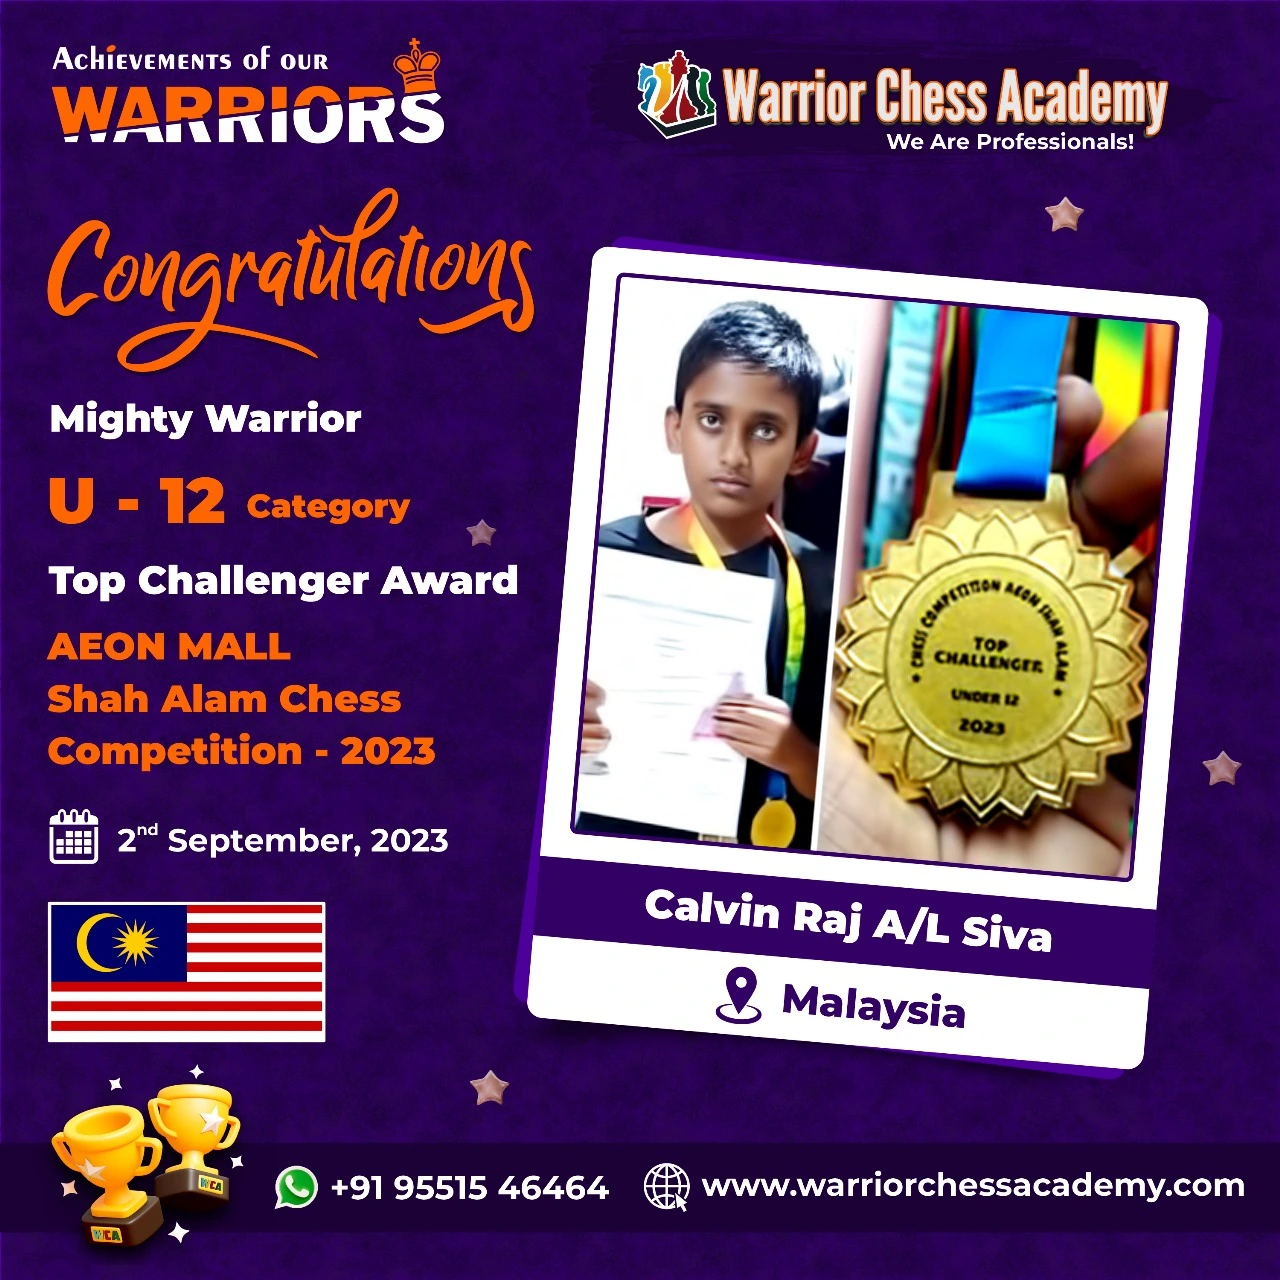 Achievements of our
WARRIORS
Warrior Chess Academy
We Are Professionals!
Congratulations
Mighty Warrior
U - 12 Category
Top Challenger Award
AEON MALL
Shah Alam Chess
Competition - 2023
2nd September, 2023
CHESS COMPETITION AEON SHAH ALAM
TOP
CHALLENGER
UNDER 12
2023
Calvin Raj A/L Siva
Malaysia
WCA
WCA
+91 95515 46464
www.warriorchessacademy.com